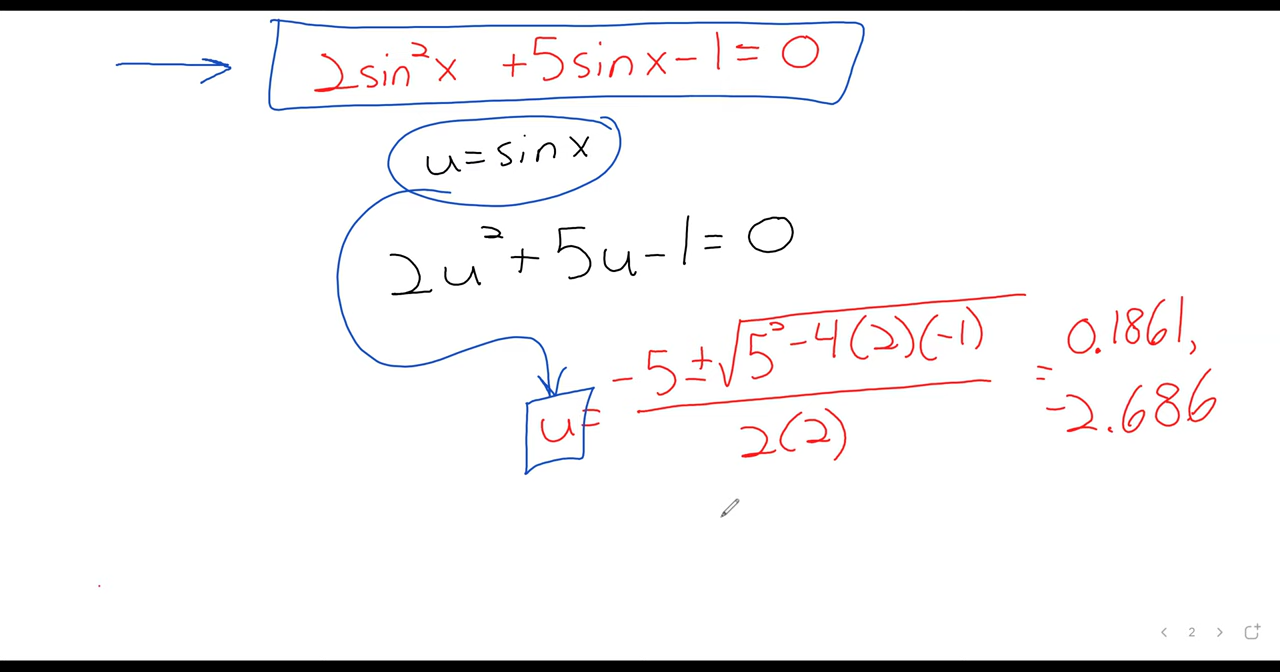 2sin²x +5sinx-1=0
u=sinx
2u²+5u-1=0
u= -5±√(5²-4(2)(-1)) / 2(2) = 0.1861, -2.686
2